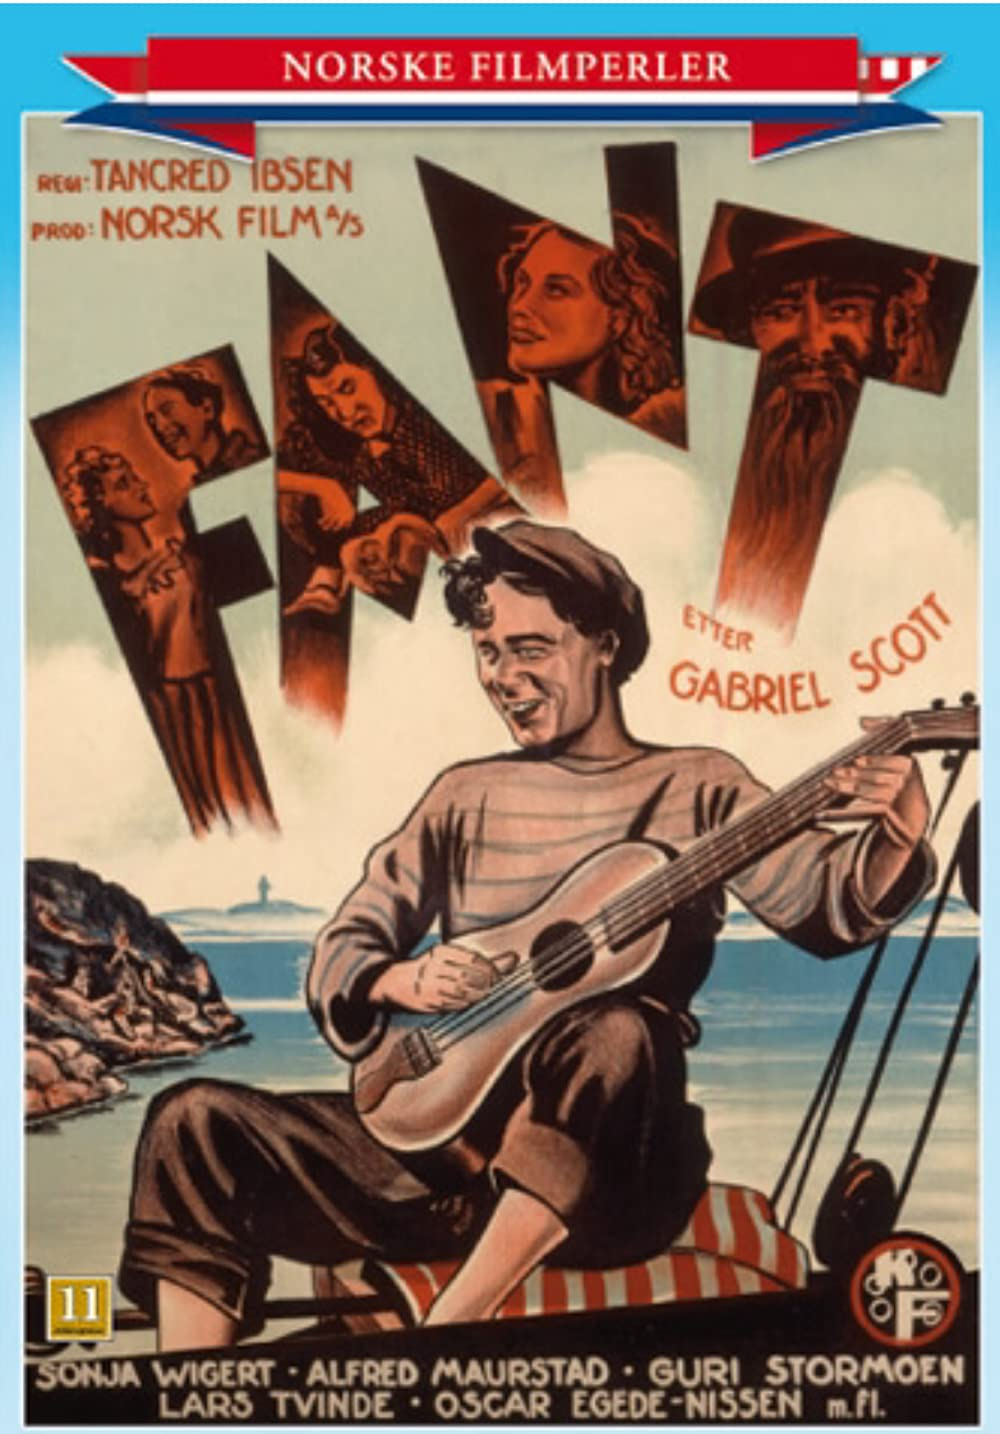 NORSKE FILMPERLER
REGI: TANCRED IBSEN
PROD: NORSK FILM A/S
FANT
ETTER
GABRIEL SCOTT
11
KF
SONJA WIGERT · ALFRED MAURSTAD · GURI STORMOEN
LARS TVINDE · OSCAR EGEDE-NISSEN m.fl.